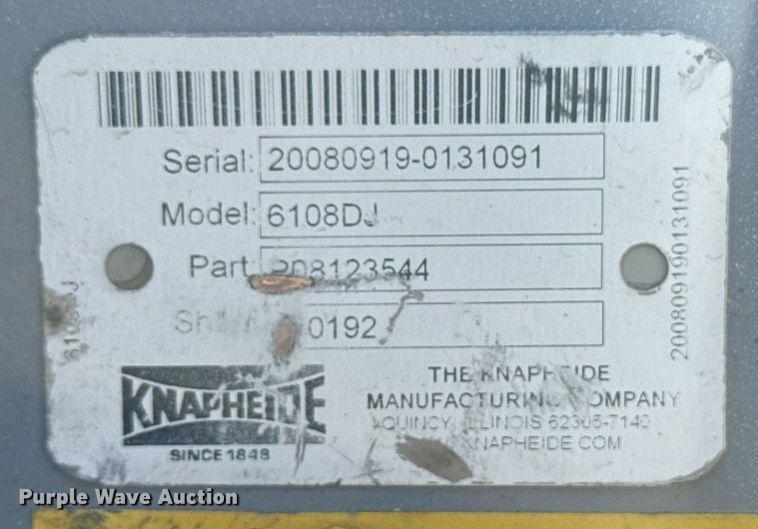 Serial: 20080919-0131091
Model: 6108DJ
Part 208123544
0192
KNAPHEIDE
SINCE 1848
THE KNAPHEIDE
MANUFACTURING COMPANY
QUINCY, ILLINOIS 62305-7140
KNAPHEIDE COM
200809190131091
6108DJ
Purple Wave Auction